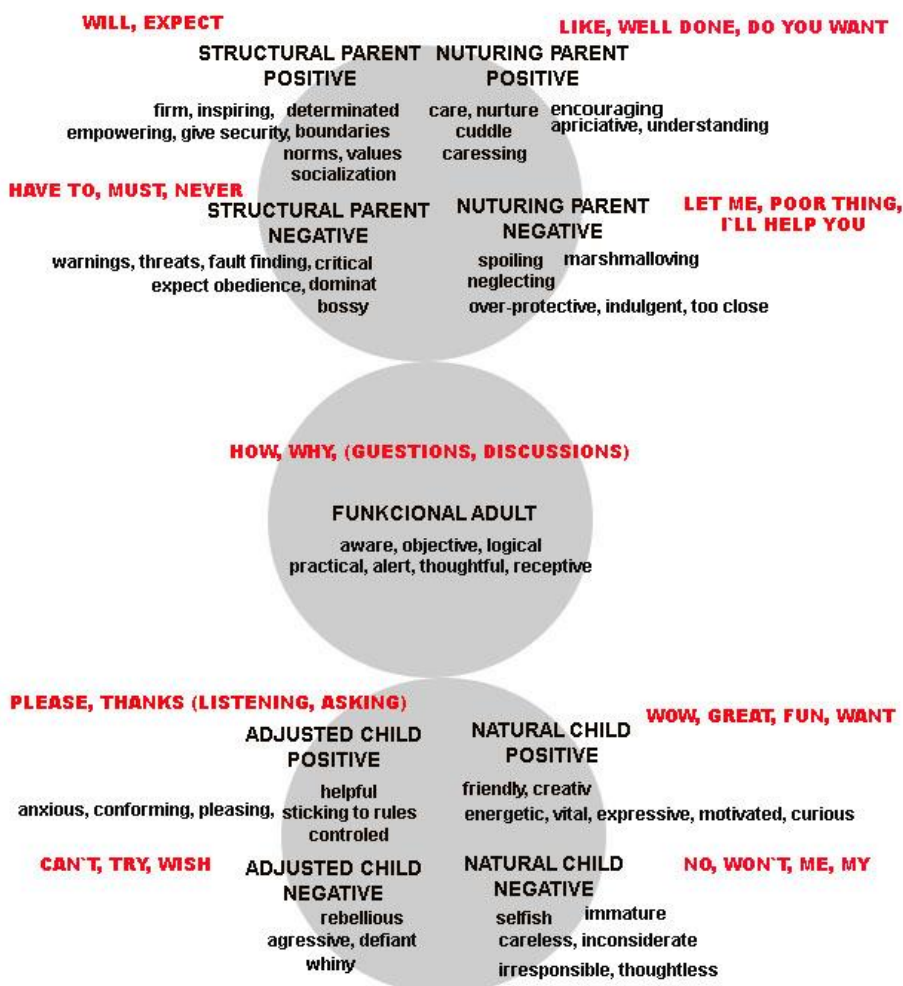 WILL, EXPECT
LIKE, WELL DONE, DO YOU WANT
STRUCTURAL PARENT
POSITIVE
firm, inspiring, determinated
empowering, give security, boundaries
norms, values
socialization
NUTURING PARENT
POSITIVE
care, nurture encouraging
cuddle apriciative, understanding
caressing
HAVE TO, MUST, NEVER
STRUCTURAL PARENT
NEGATIVE
warnings, threats, fault finding, critical
expect obedience, dominat
bossy
LET ME, POOR THING,
I`LL HELP YOU
NUTURING PARENT
NEGATIVE
spoiling marshmalloving
neglecting
over-protective, indulgent, too close
HOW, WHY, (GUESTIONS, DISCUSSIONS)
FUNKCIONAL ADULT
aware, objective, logical
practical, alert, thoughtful, receptive
PLEASE, THANKS (LISTENING, ASKING)
ADJUSTED CHILD
POSITIVE
helpful
anxious, conforming, pleasing, sticking to rules
controled
WOW, GREAT, FUN, WANT
NATURAL CHILD
POSITIVE
friendly, creativ
energetic, vital, expressive, motivated, curious
CAN`T, TRY, WISH
ADJUSTED CHILD
NEGATIVE
rebellious
agressive, defiant
whiny
NATURAL CHILD
NEGATIVE
NO, WON`T, ME, MY
selfish immature
careless, inconsiderate
irresponsible, thoughtless